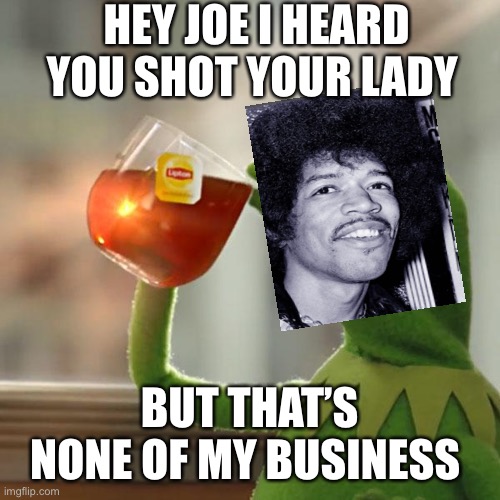 HEY JOE I HEARD
YOU SHOT YOUR LADY
Lipton
BUT THAT'S
NONE OF MY BUSINESS
imgflip.com